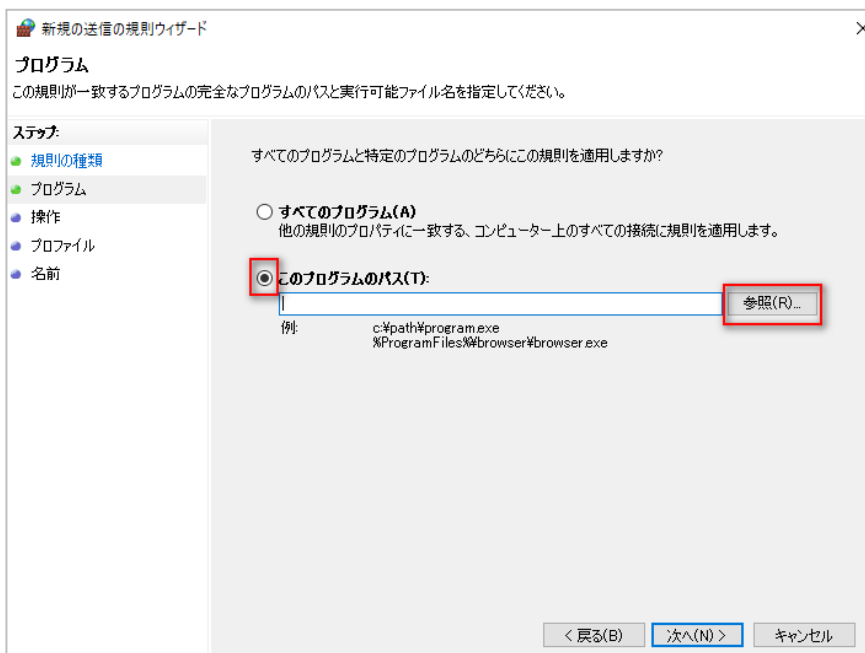 新規の送信の規則ウィザード
プログラム
この規則が一致するプログラムの完全なプログラムのパスと実行可能ファイル名を指定してください。
ステップ:
規則の種類
プログラム
操作
プロファイル
名前
すべてのプログラムと特定のプログラムのどちらにこの規則を適用しますか?
すべてのプログラム(A)
他の規則のプロパティに一致する、コンピューター上のすべての接続に規則を適用します。
このプログラムのパス(T):
参照(R)...
例: c:¥path¥program.exe
%ProgramFiles%¥browser¥browser.exe
< 戻る(B) 次へ(N) > キャンセル